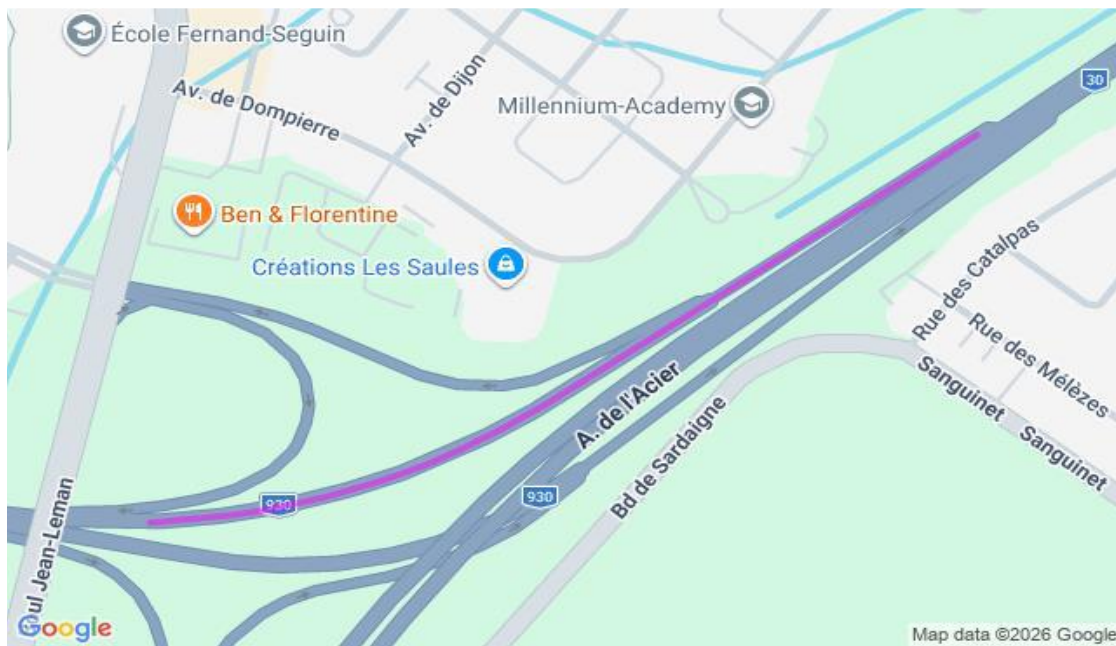 École Fernand-Seguin
30
Av. de Dijon
Av. de Dompierre
Millennium-Academy
Ben & Florentine
Créations Les Saules
Rue des Catalpas
Rue des Mélèzes
A. de l'Acier
Sanguinet
Sanguinet
Bd de Sardaigne
930
930
ul Jean-Leman
Google
Map data ©2026 Google